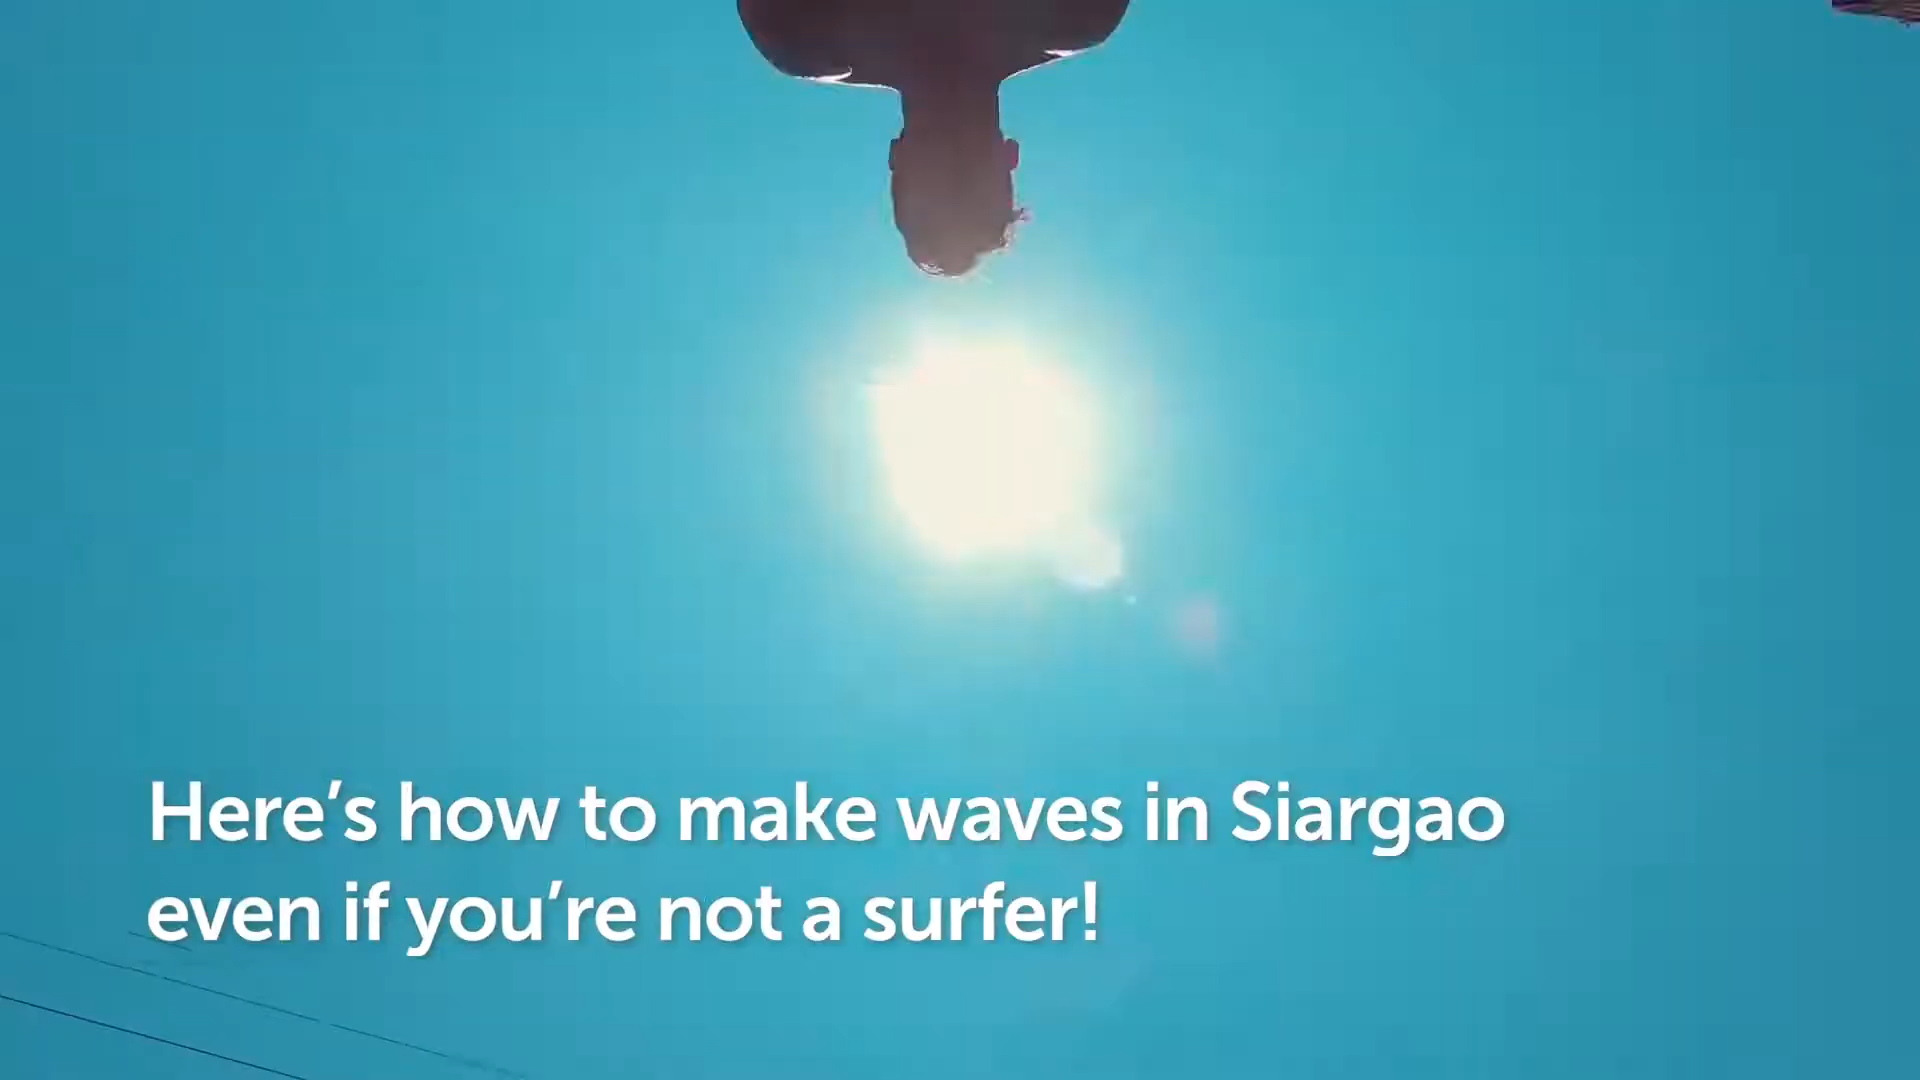 Here’s how to make waves in Siargao
even if you’re not a surfer!